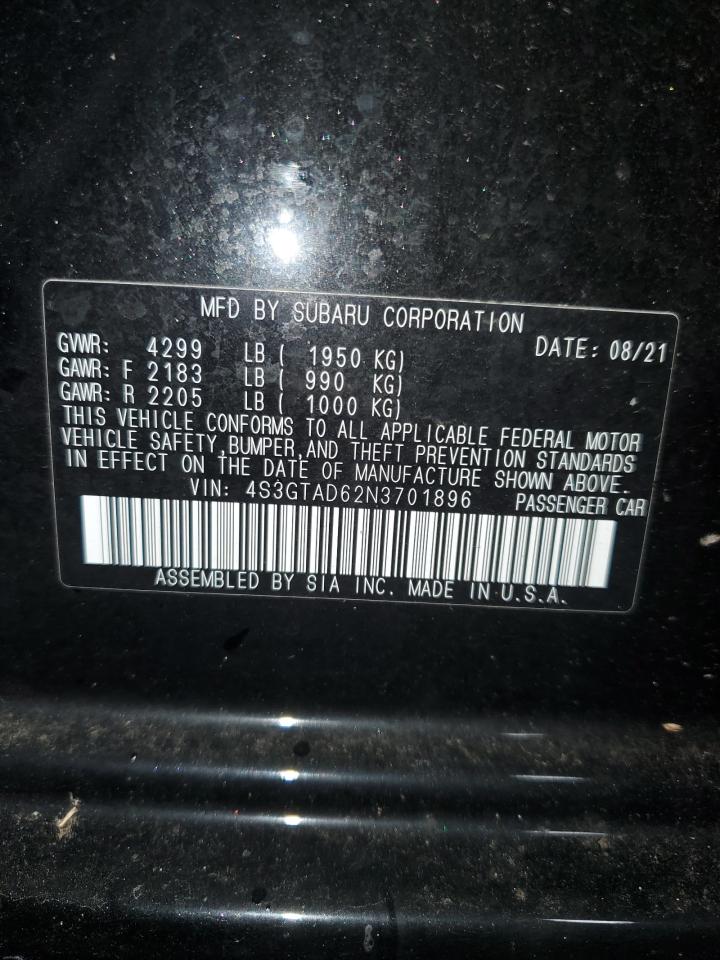 MFD BY SUBARU CORPORATION
DATE: 08/21
GVWR: 4299 LB ( 1950 KG)
GAWR: F 2183 LB ( 990 KG)
GAWR: R 2205 LB ( 1000 KG)
THIS VEHICLE CONFORMS TO ALL APPLICABLE FEDERAL MOTOR
VEHICLE SAFETY,BUMPER,AND THEFT PREVENTION STANDARDS
IN EFFECT ON THE DATE OF MANUFACTURE SHOWN ABOVE.
VIN: 4S3GTAD62N3701896 PASSENGER CAR
ASSEMBLED BY SIA INC. MADE IN U.S.A.